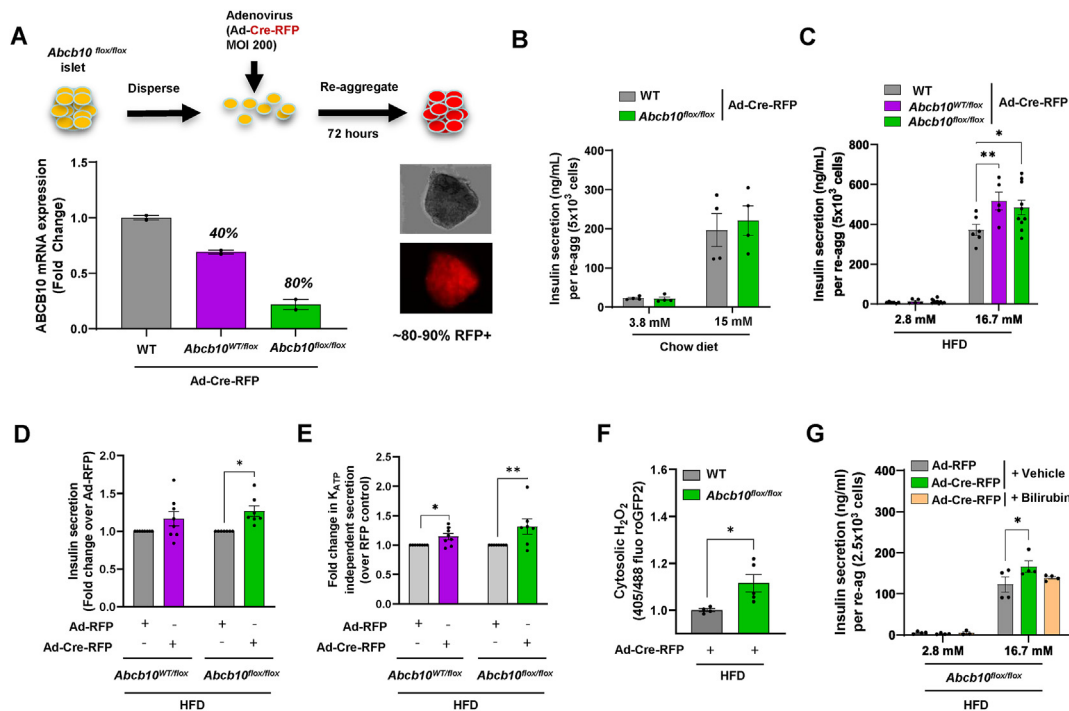 A
Abcb10 flox/flox
islet
Disperse
Adenovirus
(Ad-Cre-RFP
MOI 200)
Re-aggregate
72 hours
ABCB10 mRNA expression
(Fold Change)
1.5
1.0
0.5
0.0
40%
80%
WT
Abcb10WT/flox
Abcb10flox/flox
Ad-Cre-RFP
~80-90% RFP+
B
WT
Abcb10flox/flox
Ad-Cre-RFP
Insulin secretion (ng/mL)
per re-agg (5x10³ cells)
400
300
200
100
0
3.8 mM
15 mM
Chow diet
C
WT
Abcb10WT/flox
Abcb10flox/flox
Ad-Cre-RFP
Insulin secretion (ng/mL)
per re-agg (5x10³ cells)
800
600
400
200
0
*
**
2.8 mM
16.7 mM
HFD
D
Insulin secretion
(Fold change over Ad-RFP)
2.0
1.5
1.0
0.5
0.0
*
Ad-RFP + - + -
Ad-Cre-RFP - + - +
Abcb10WT/flox
Abcb10flox/flox
HFD
E
Fold change in KATP
independent secretion
(over RFP control)
2.5
2.0
1.5
1.0
0.5
0.0
*
**
Ad-RFP + - + -
Ad-Cre-RFP - + - +
Abcb10WT/flox
Abcb10flox/flox
HFD
F
WT
Abcb10flox/flox
Cytosolic H₂O₂
(405/488 fluo roGFP2)
1.6
1.4
1.2
1.0
*
Ad-Cre-RFP + +
HFD
G
Ad-RFP
Ad-Cre-RFP
+ Vehicle
Ad-Cre-RFP
+ Bilirubin
Insulin secretion (ng/ml)
per re-ag (2.5x10³ cells)
400
300
200
100
0
*
2.8 mM
16.7 mM
Abcb10flox/flox
HFD